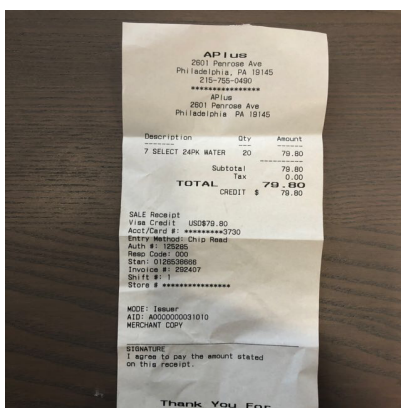 APlus
2601 Penrose Ave
Philadelphia, PA 19145
215-755-0490
****************
APlus
2601 Penrose Ave
Philadelphia PA 19145
Description Qty Amount
7 SELECT 24PK WATER 20 79.80
Subtotal 79.80
Tax 0.00
TOTAL 79.80
CREDIT $ 79.80
SALE Receipt
Visa Credit USD$79.80
Acct/Card #: *********3730
Entry Method: Chip Read
Auth #: 125285
Resp Code: 000
Stan: 0126538666
Invoice #: 292407
Shift #: 1
Store # ****************
MODE: Issuer
AID: A0000000031010
MERCHANT COPY
SIGNATURE
I agree to pay the amount stated
on this receipt.
Thank You For